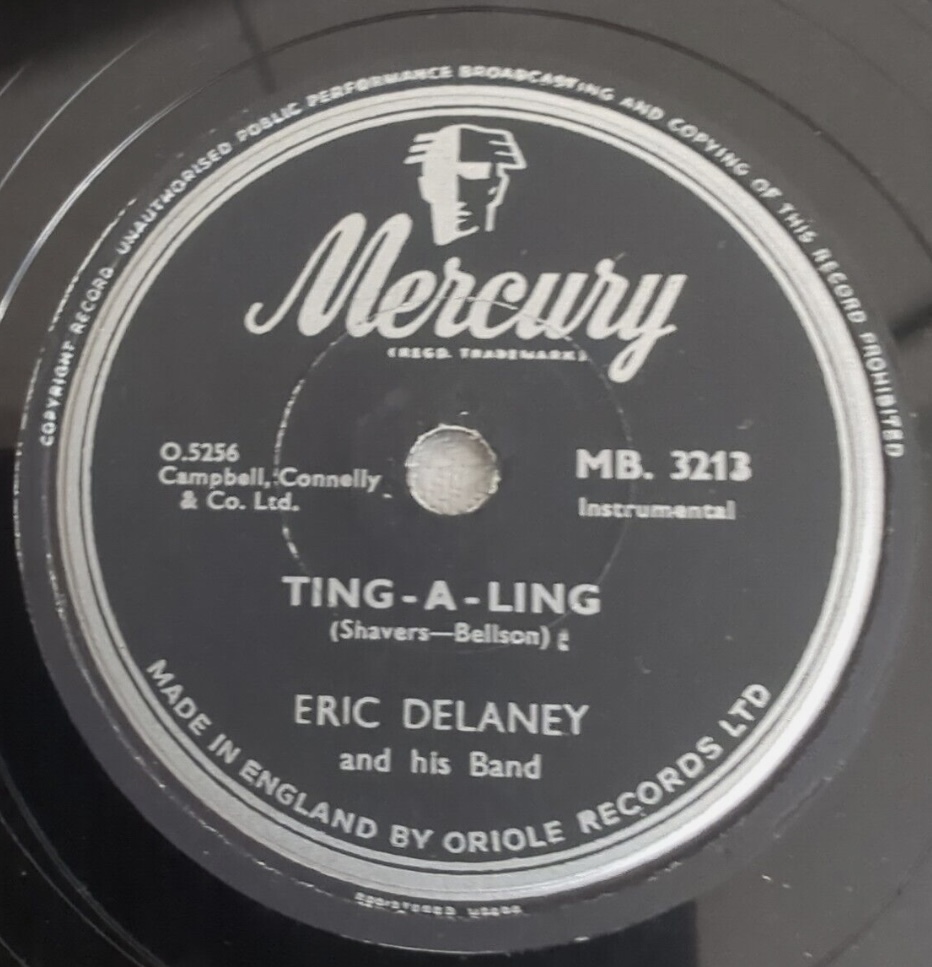 COPYRIGHT RECORD UNAUTHORISED PUBLIC PERFORMANCE BROADCASTING AND COPYING OF THIS RECORD PROHIBITED
Mercury
(REGD. TRADEMARK)
O.5256
Campbell, Connelly
& Co. Ltd.
MB. 3213
Instrumental
TING-A-LING
(Shavers—Bellson)
ERIC DELANEY
and his Band
MADE IN ENGLAND BY ORIOLE RECORDS LTD